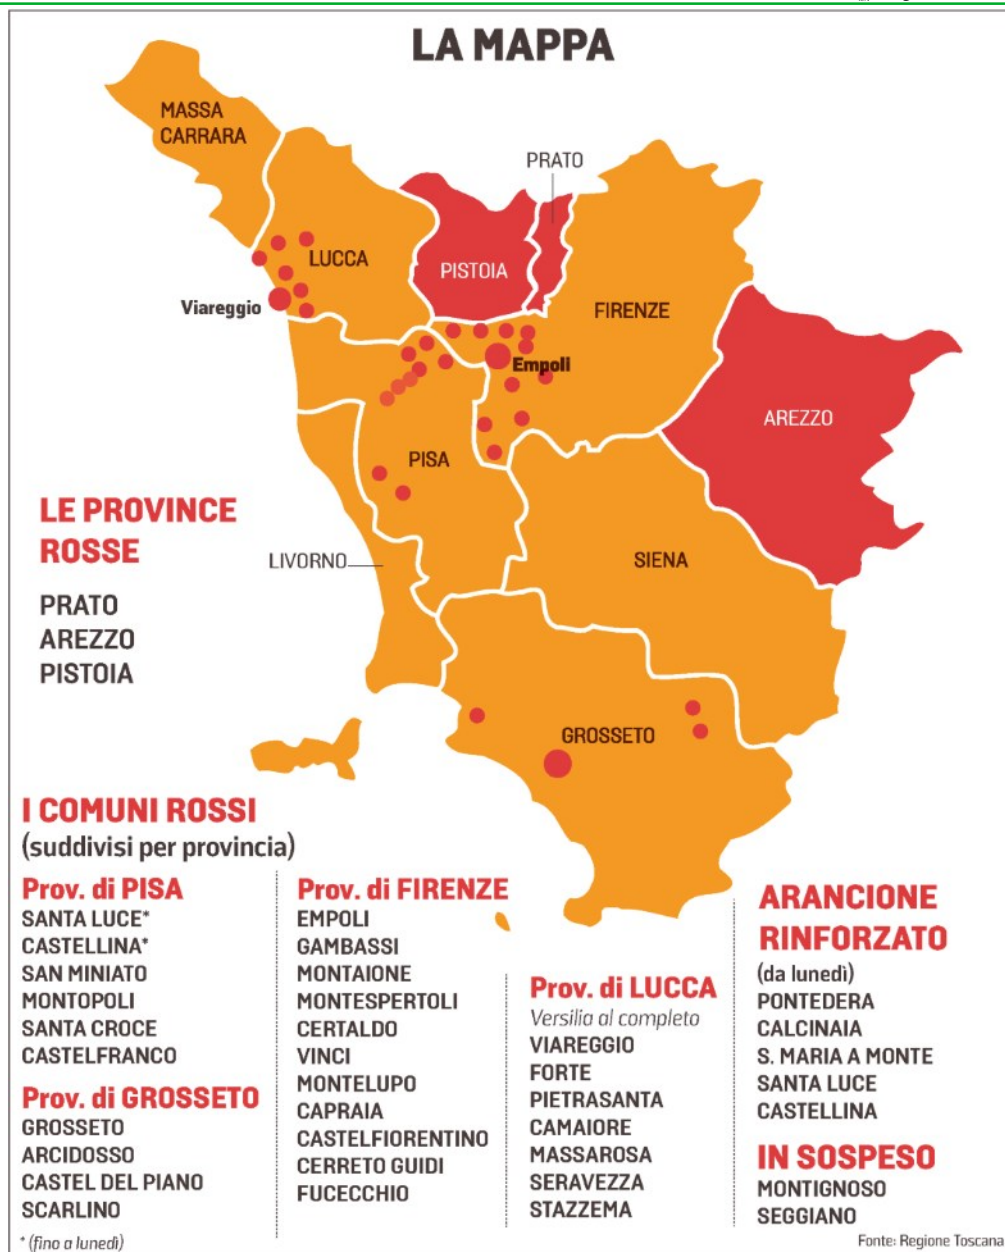 LA MAPPA
MASSA
CARRARA
PRATO
LUCCA
PISTOIA
Viareggio
FIRENZE
Empoli
AREZZO
PISA
LE PROVINCE
ROSSE
PRATO
AREZZO
PISTOIA
LIVORNO
SIENA
GROSSETO
I COMUNI ROSSI
(suddivisi per provincia)
Prov. di PISA
SANTA LUCE*
CASTELLINA*
SAN MINIATO
MONTOPOLI
SANTA CROCE
CASTELFRANCO
Prov. di GROSSETO
GROSSETO
ARCIDOSSO
CASTEL DEL PIANO
SCARLINO
* (fino a lunedì)
Prov. di FIRENZE
EMPOLI
GAMBASSI
MONTAIONE
MONTESPERTOLI
CERTALDO
VINCI
MONTELUPO
CAPRAIA
CASTELFIORENTINO
CERRETO GUIDI
FUCECCHIO
Prov. di LUCCA
Versilia al completo
VIAREGGIO
FORTE
PIETRASANTA
CAMAIORE
MASSAROSA
SERAVEZZA
STAZZEMA
ARANCIONE
RINFORZATO
(da lunedì)
PONTEDERA
CALCINAIA
S. MARIA A MONTE
SANTA LUCE
CASTELLINA
IN SOSPESO
MONTIGNOSO
SEGGIANO
Fonte: Regione Toscana